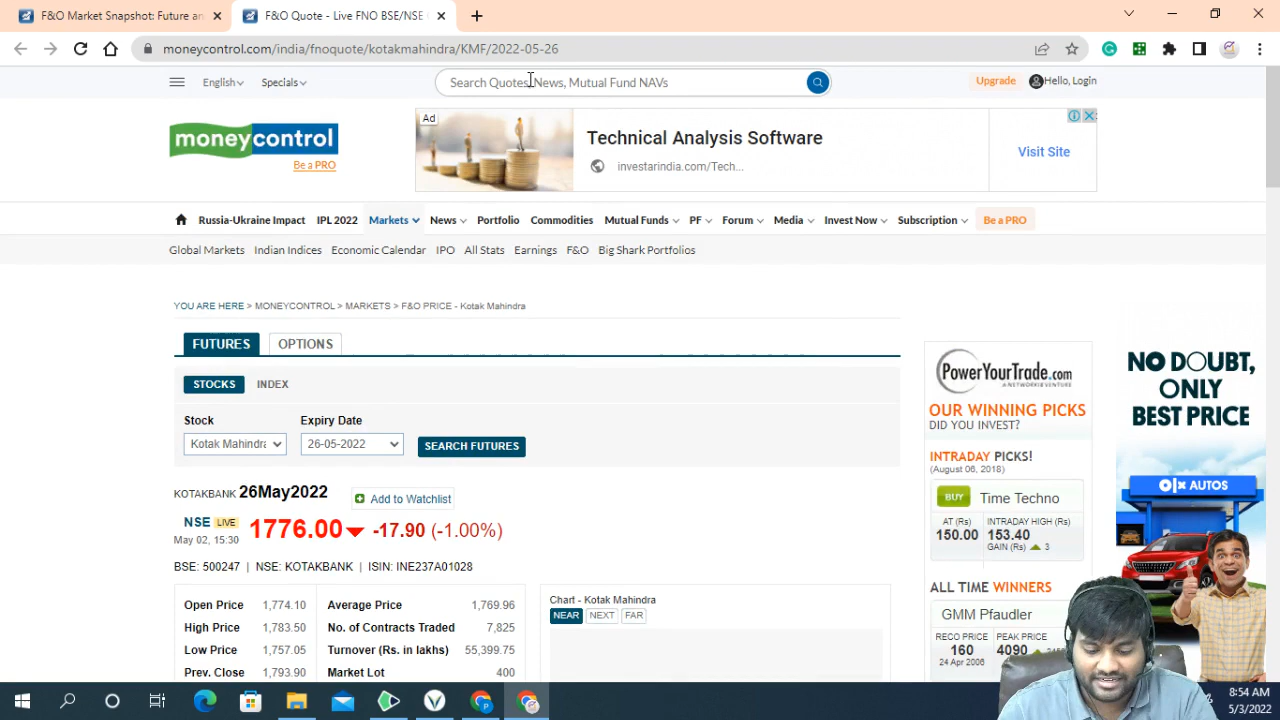 F&O Market Snapshot: Future an
F&O Quote - Live FNO BSE/NSE
moneycontrol.com/india/fnoquote/kotakmahindra/KMF/2022-05-26
English
Specials
Search Quotes, News, Mutual Fund NAVs
Upgrade
Hello, Login
moneycontrol
Be a PRO
Ad
Technical Analysis Software
investarindia.com/Tech...
Visit Site
Russia-Ukraine Impact IPL 2022 Markets News Portfolio Commodities Mutual Funds PF Forum Media Invest Now Subscription Be a PRO
Global Markets Indian Indices Economic Calendar IPO All Stats Earnings F&O Big Shark Portfolios
YOU ARE HERE > MONEYCONTROL > MARKETS > F&O PRICE - Kotak Mahindra
FUTURES OPTIONS
STOCKS INDEX
Stock Expiry Date
Kotak Mahindra 26-05-2022 SEARCH FUTURES
KOTAKBANK 26May2022 Add to Watchlist
NSE LIVE 1776.00 -17.90 (-1.00%)
May 02, 15:30
BSE: 500247 | NSE: KOTAKBANK | ISIN: INE237A01028
Open Price 1,774.10 Average Price 1,769.96
High Price 1,783.50 No. of Contracts Traded 7,825
Low Price 1,757.05 Turnover (Rs. in lakhs) 55,399.75
Prev. Close 1,793.90 Market Lot 400
Chart - Kotak Mahindra
NEAR NEXT FAR
PowerYourTrade.com
A NETWORK18 VENTURE
OUR WINNING PICKS
DID YOU INVEST?
INTRADAY PICKS!
(August 06, 2018)
BUY Time Techno
AT (Rs) INTRADAY HIGH (Rs)
150.00 153.40
GAIN (Rs) 3
ALL TIME WINNERS
GMM Pfaudler
RECO PRICE PEAK PRICE
160 4090
24 Apr 2006
NO DOUBT,
ONLY
BEST PRICE
olx AUTOS
8:54 AM
5/3/2022